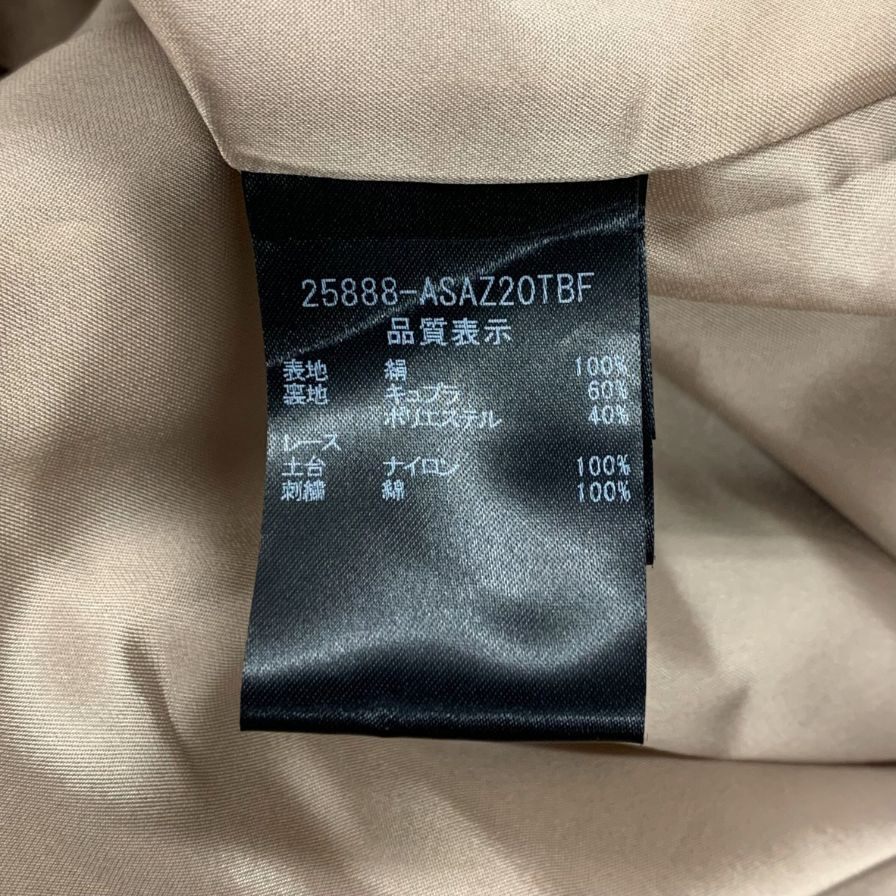 25888-ASAZ20TBF
品質表示
表地 絹 100%
裏地 キュプラ 60%
ポリエステル 40%
レース
土台 ナイロン 100%
刺繍 綿 100%